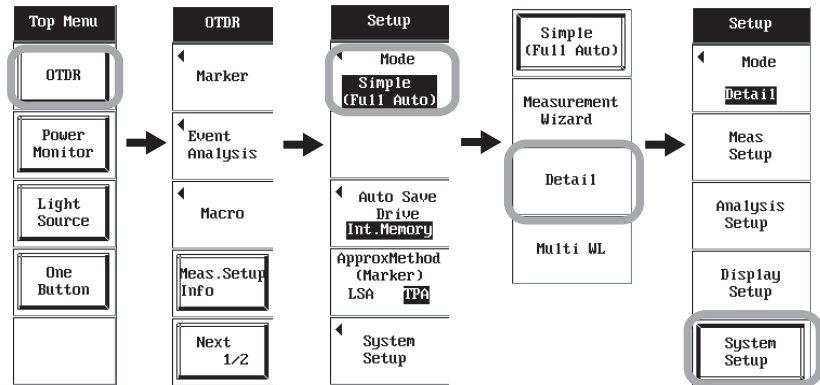 Top Menu
OTDR
Power
Monitor
Light
Source
One
Button
OTDR
Marker
Event
Analysis
Macro
Meas.Setup
Info
Next
1/2
Setup
Mode
Simple
(Full Auto)
Auto Save
Drive
Int.Memory
ApproxMethod
(Marker)
LSA TPA
System
Setup
Simple
(Full Auto)
Measurement
Wizard
Detail
Multi WL
Setup
Mode
Detail
Meas
Setup
Analysis
Setup
Display
Setup
System
Setup